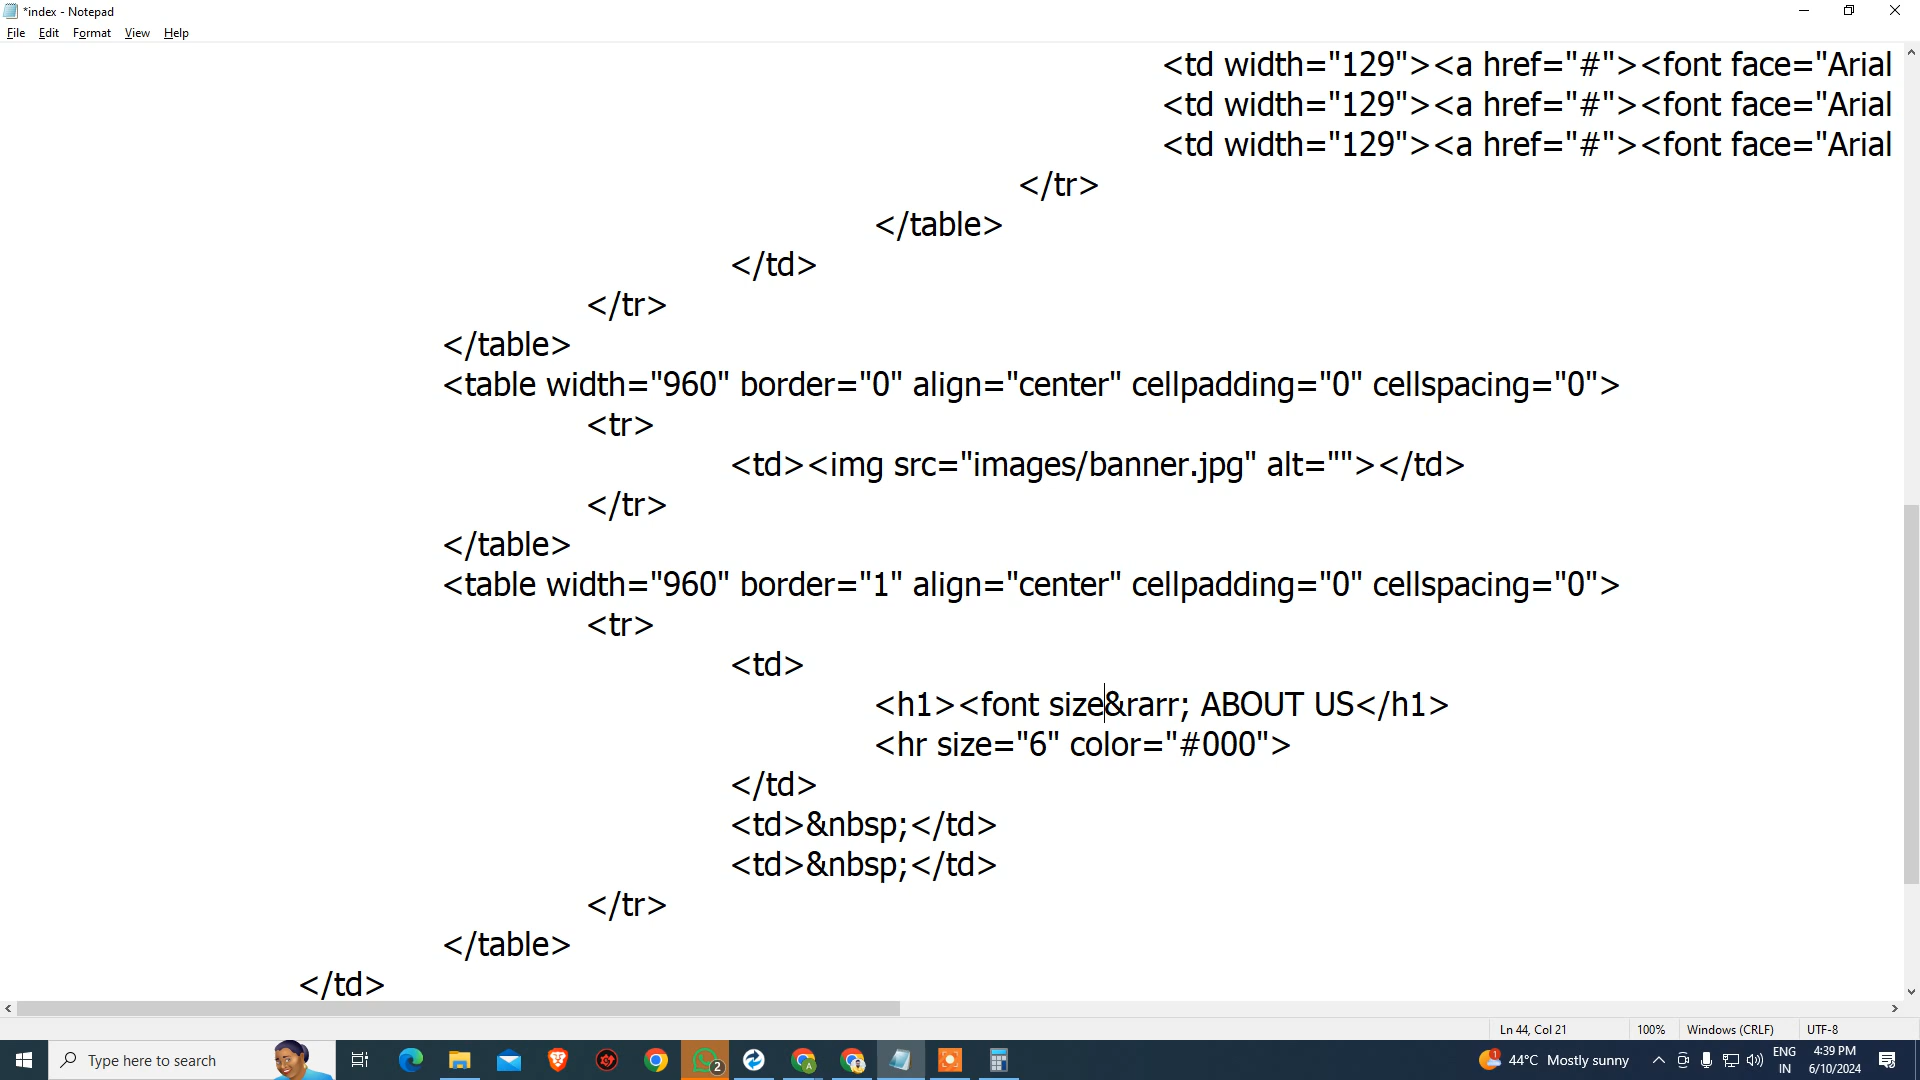 *index - Notepad
File Edit Format View Help
<td width="129"><a href="#"><font face="Arial
<td width="129"><a href="#"><font face="Arial
<td width="129"><a href="#"><font face="Arial
</tr>
</table>
</td>
</tr>
</table>
<table width="960" border="0" align="center" cellpadding="0" cellspacing="0">
<tr>
<td><img src="images/banner.jpg" alt=""></td>
</tr>
</table>
<table width="960" border="1" align="center" cellpadding="0" cellspacing="0">
<tr>
<td>
<h1><font size&rarr; ABOUT US</h1>
<hr size="6" color="#000">
</td>
<td>&nbsp;</td>
<td>&nbsp;</td>
</tr>
</table>
</td>
Ln 44, Col 21 100% Windows (CRLF) UTF-8
Type here to search 2 A 1 44°C Mostly sunny ENG IN 4:39 PM 6/10/2024